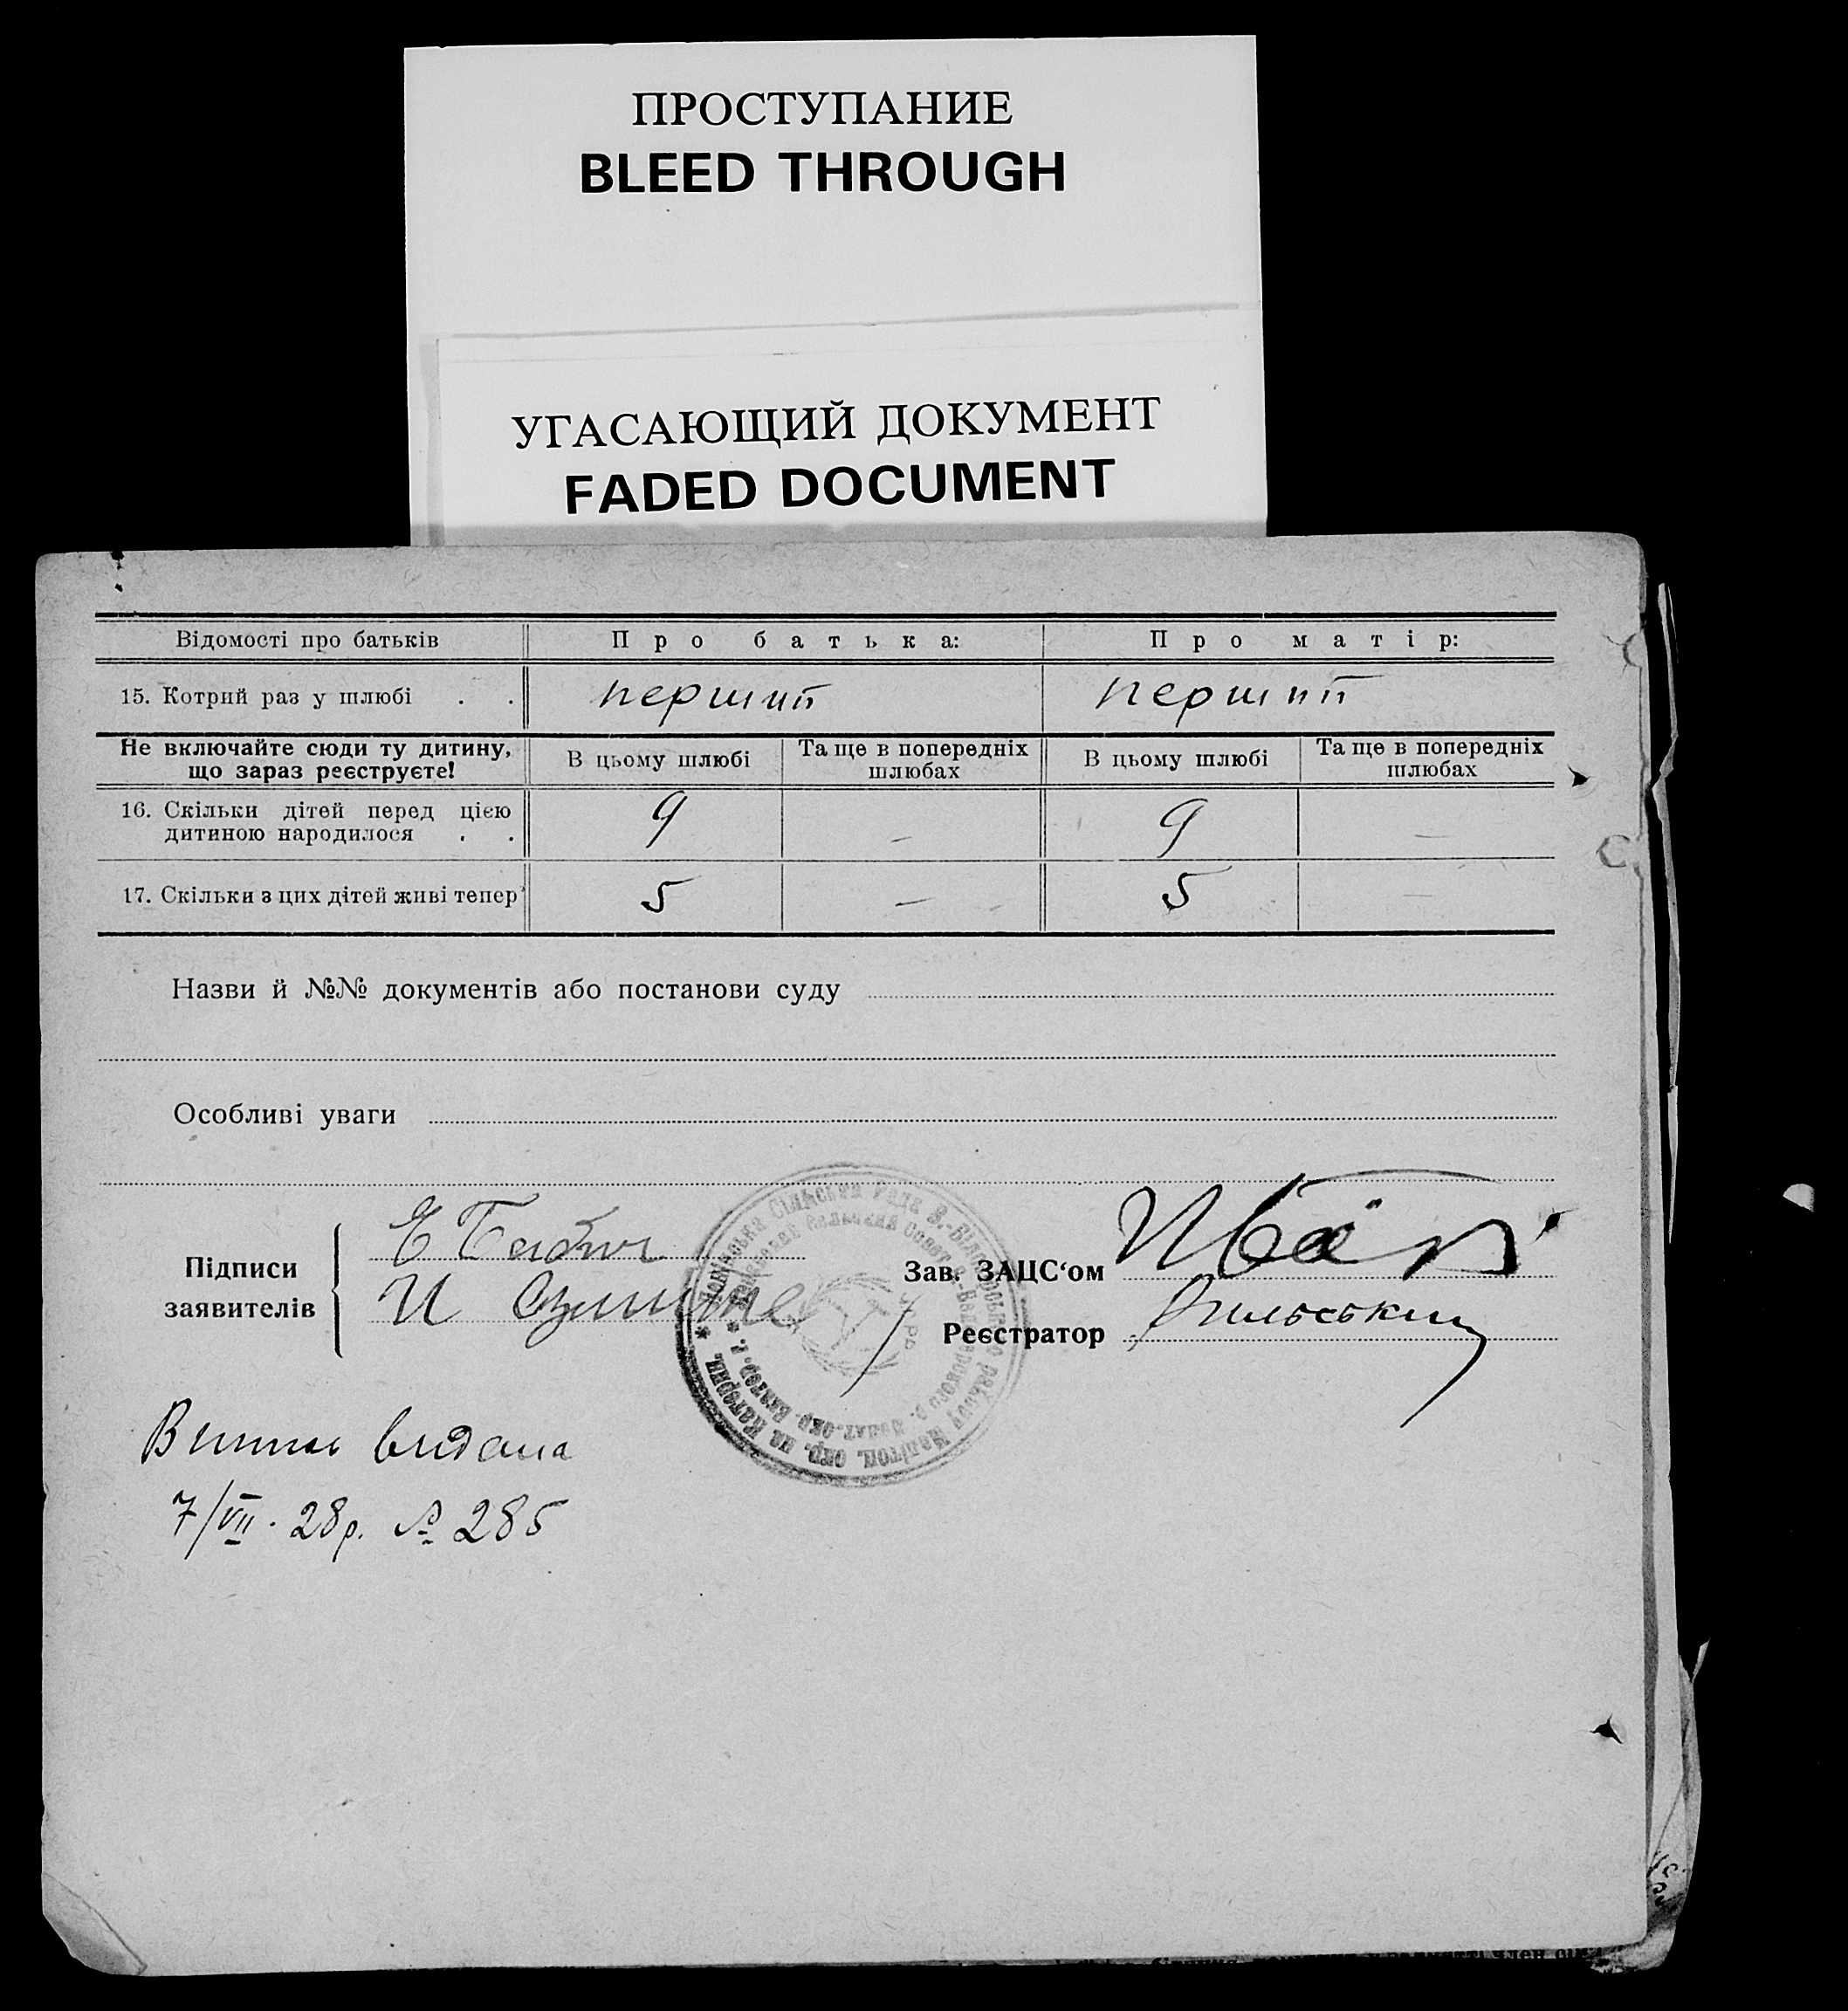 ПРОСТУПАНИЕ
BLEED THROUGH
УГАСАЮЩИЙ ДОКУМЕНТ
FADED DOCUMENT
Відомості про батьків Про батька: Про матір:
15. Котрий раз у шлюбі . . перший перший
Не включайте сюди ту дитину,
що зараз реєструєте!
В цьому шлюбі
Та ще в попередніх
шлюбах
В цьому шлюбі
Та ще в попередніх
шлюбах
16. Скільки дітей перед цією
дитиною народилося . . 9 – 9 –
17. Скільки з цих дітей живі тепер 5 – 5 –
Назви й №№ документів або постанови суду
Особливі уваги
Підписи
заявителів
Е Бабич
И
Зав. ЗАЦС‘ом
Реєстратор
видана
7/VII. 28р. № 285